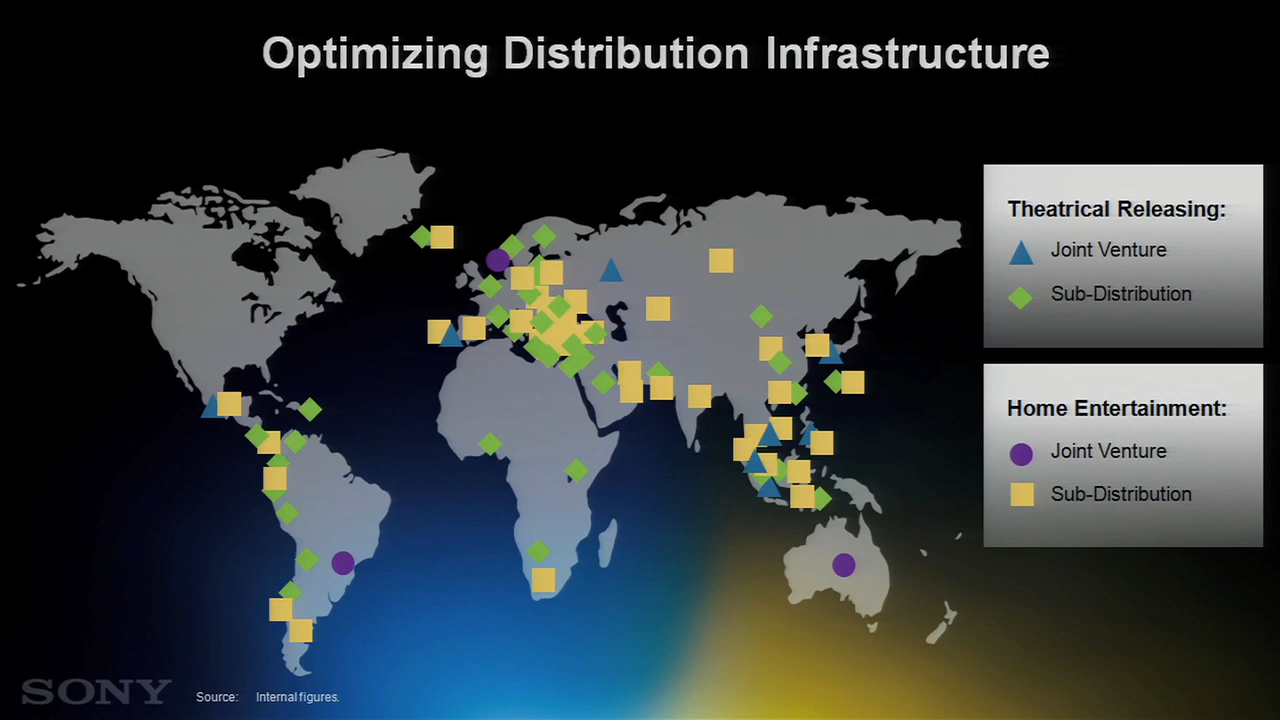 Optimizing Distribution Infrastructure
Theatrical Releasing:
Joint Venture
Sub-Distribution
Home Entertainment:
Joint Venture
Sub-Distribution
SONY
Source: Internal figures.